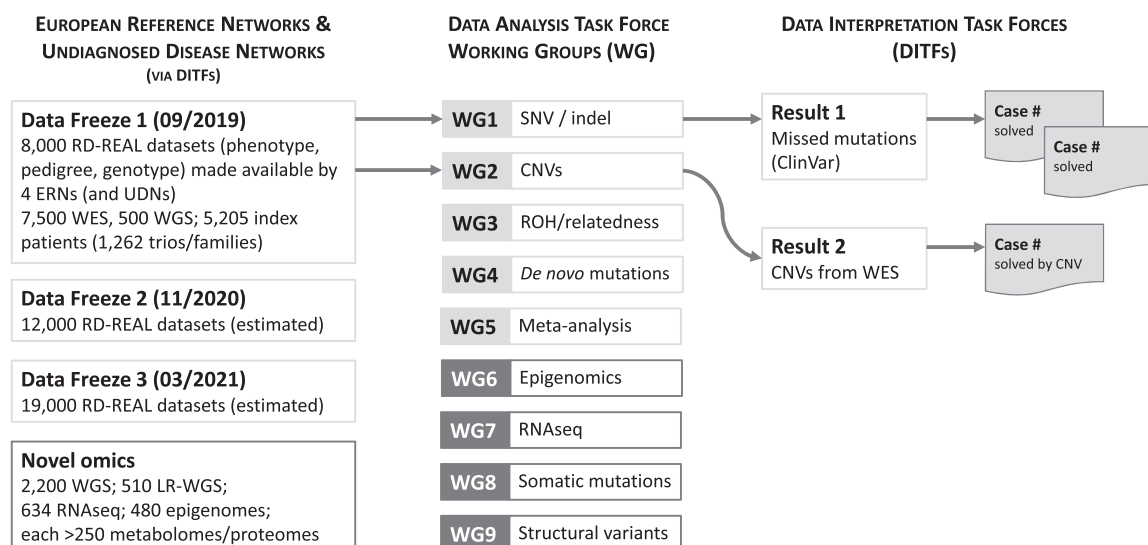 EUROPEAN REFERENCE NETWORKS &
UNDIAGNOSED DISEASE NETWORKS
(VIA DITFs)
Data Freeze 1 (09/2019)
8,000 RD-REAL datasets (phenotype,
pedigree, genotype) made available by
4 ERNs (and UDNs)
7,500 WES, 500 WGS; 5,205 index
patients (1,262 trios/families)
Data Freeze 2 (11/2020)
12,000 RD-REAL datasets (estimated)
Data Freeze 3 (03/2021)
19,000 RD-REAL datasets (estimated)
Novel omics
2,200 WGS; 510 LR-WGS;
634 RNAseq; 480 epigenomes;
each >250 metabolomes/proteomes
DATA ANALYSIS TASK FORCE
WORKING GROUPS (WG)
WG1 SNV / indel
WG2 CNVs
WG3 ROH/relatedness
WG4 De novo mutations
WG5 Meta-analysis
WG6 Epigenomics
WG7 RNAseq
WG8 Somatic mutations
WG9 Structural variants
DATA INTERPRETATION TASK FORCES
(DITFs)
Result 1
Missed mutations
(ClinVar)
Case #
solved
Case #
solved
Result 2
CNVs from WES
Case #
solved by CNV